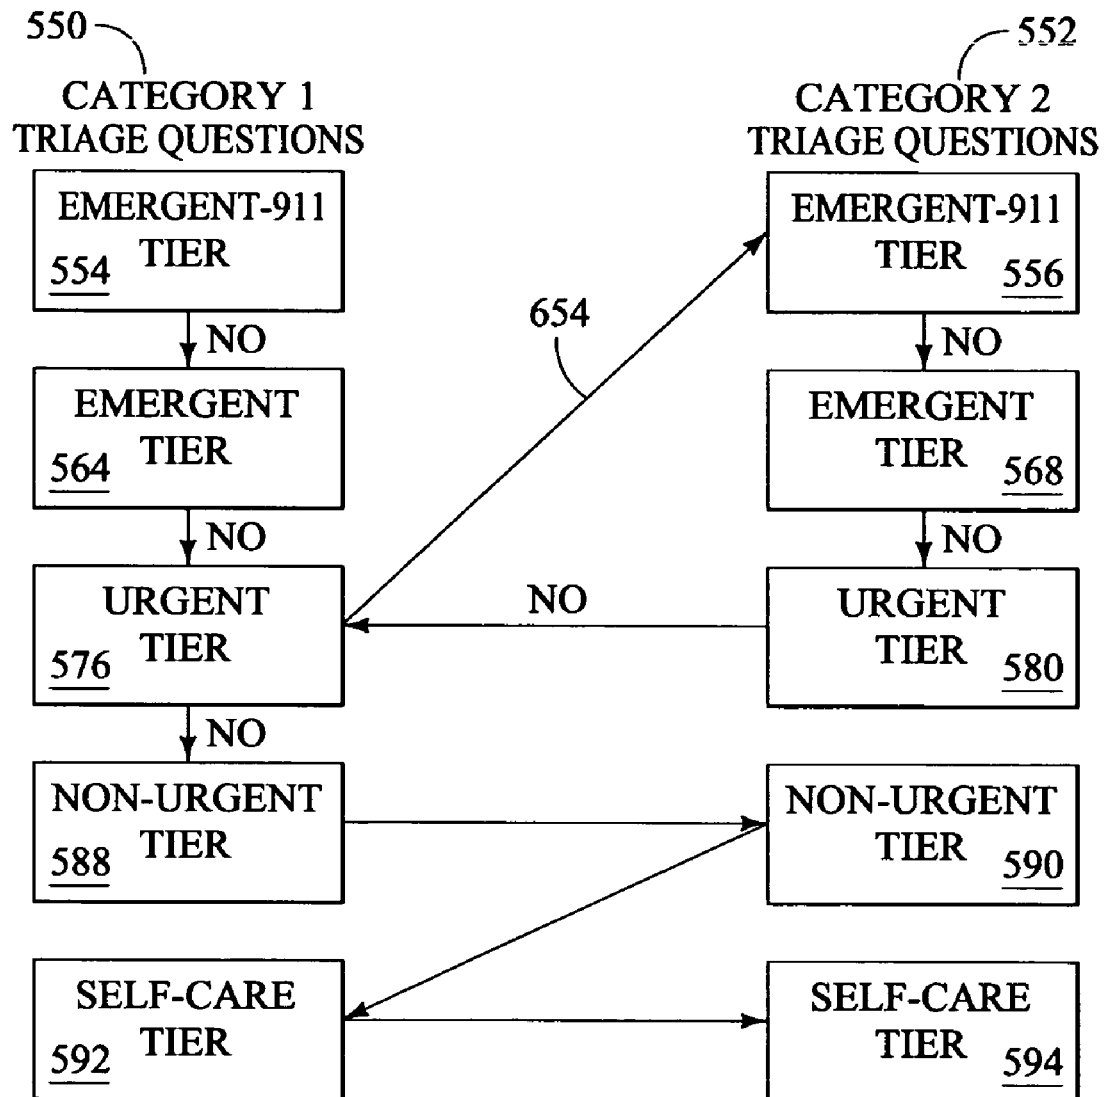 550
552
CATEGORY 1
TRIAGE QUESTIONS
CATEGORY 2
TRIAGE QUESTIONS
EMERGENT-911
TIER
554
EMERGENT-911
TIER
556
654
NO
NO
EMERGENT
TIER
564
EMERGENT
TIER
568
NO
NO
URGENT
TIER
576
NO
URGENT
TIER
580
NO
NON-URGENT
TIER
588
NON-URGENT
TIER
590
SELF-CARE
TIER
592
SELF-CARE
TIER
594